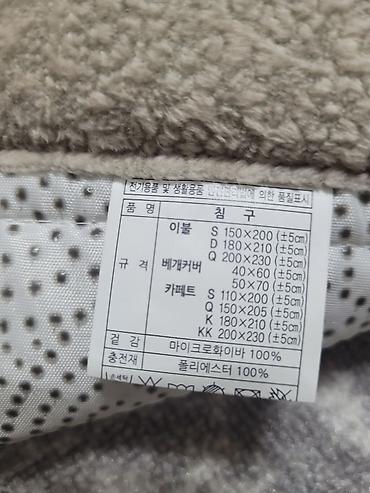 전기용품 및 생활용품 안전관리법에 의한 품질표시
품 명 침 구
이불 S 150×200 (±5㎝)
D 180×210 (±5㎝)
Q 200×230 (±5㎝)
규 격 베개커버 40×60 (±5㎝)
50×70 (±5㎝)
카페트 S 110×200 (±5㎝)
Q 150×205 (±5㎝)
K 180×210 (±5㎝)
KK 200×230 (±5㎝)
겉 감 마이크로화이바 100%
충전재 폴리에스터 100%
손세탁